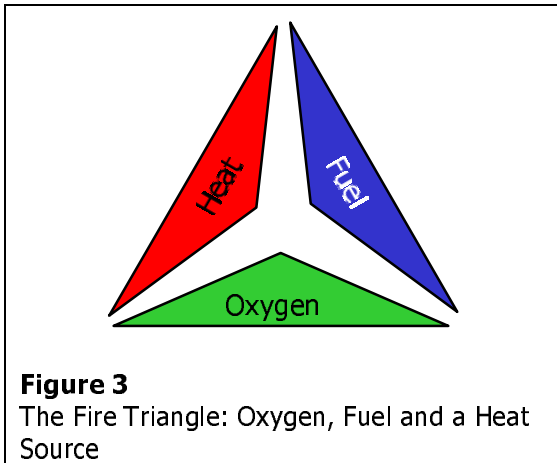 Heat
Fuel
Oxygen
Figure 3
The Fire Triangle: Oxygen, Fuel and a Heat
Source